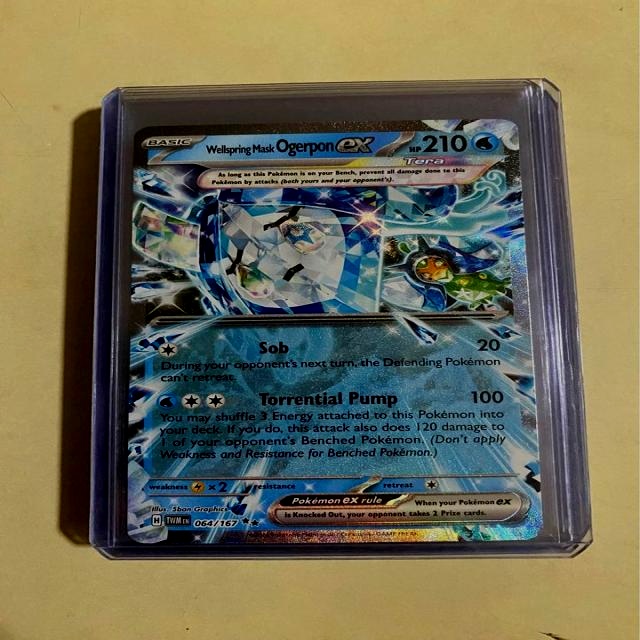 BASIC Wellspring Mask Ogerpon ex HP 210
Tera
As long as this Pokémon is on your Bench, prevent all damage done to this
Pokémon by attacks (both yours and your opponent's).
Sob 20
During your opponent's next turn, the Defending Pokémon
can't retreat.
Torrential Pump 100
You may shuffle 3 Energy attached to this Pokémon into
your deck. If you do, this attack also does 120 damage to
1 of your opponent's Benched Pokémon. (Don't apply
Weakness and Resistance for Benched Pokémon.)
weakness ×2 resistance retreat
Pokémon ex rule When your Pokémon ex
is Knocked Out, your opponent takes 2 Prize cards.
Illus. 5ban Graphics
H TWM EN 064/167 ★★
GAME FREAK